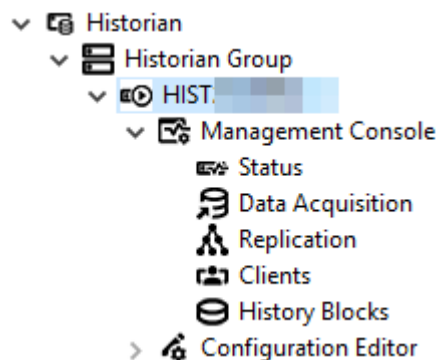 Historian
Historian Group
HIST.
Management Console
Status
Data Acquisition
Replication
Clients
History Blocks
Configuration Editor